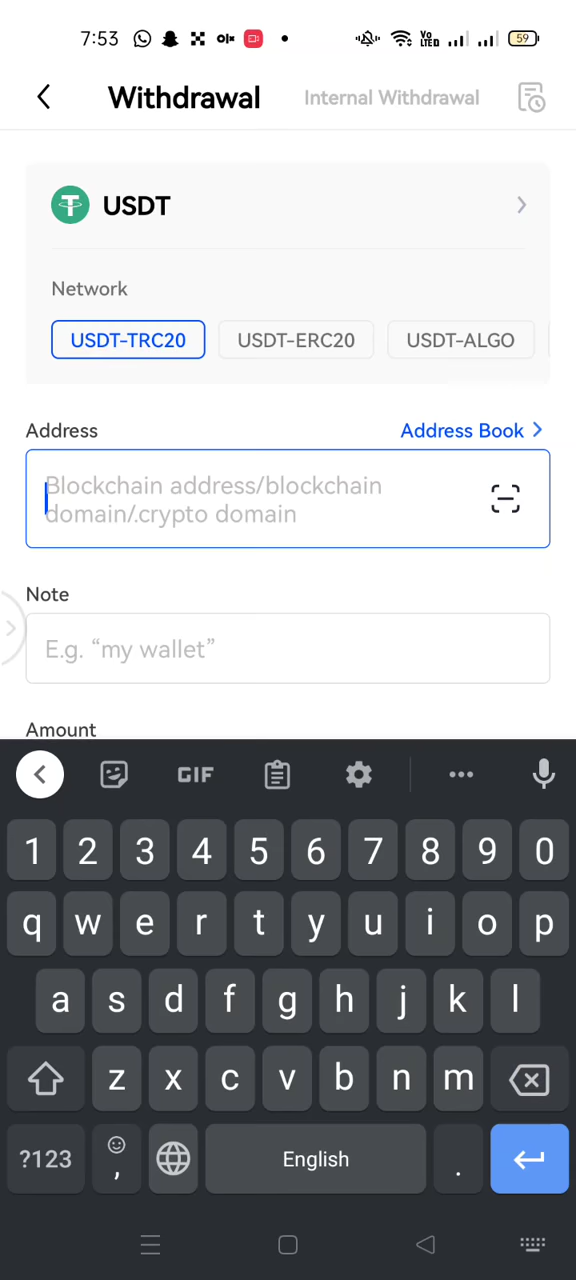 7:53
olx
VoLTED
59
Withdrawal
Internal Withdrawal
USDT
Network
USDT-TRC20
USDT-ERC20
USDT-ALGO
Address
Address Book
Blockchain address/blockchain
domain/.crypto domain
Note
E.g. “my wallet”
Amount
GIF
1 2 3 4 5 6 7 8 9 0
q w e r t y u i o p
a s d f g h j k l
z x c v b n m
?123 , English .